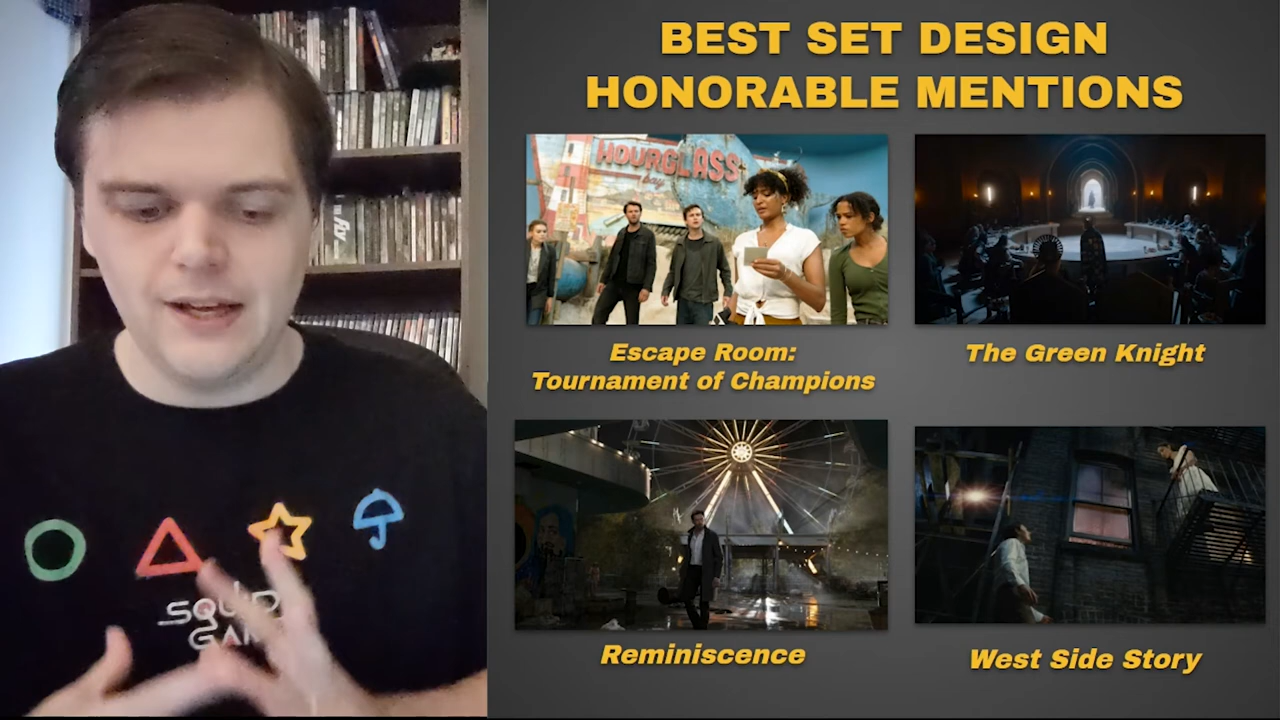 BEST SET DESIGN
HONORABLE MENTIONS
HOURGLASS
Bay
Escape Room:
Tournament of Champions
The Green Knight
Reminiscence
West Side Story
SQUID
GAME